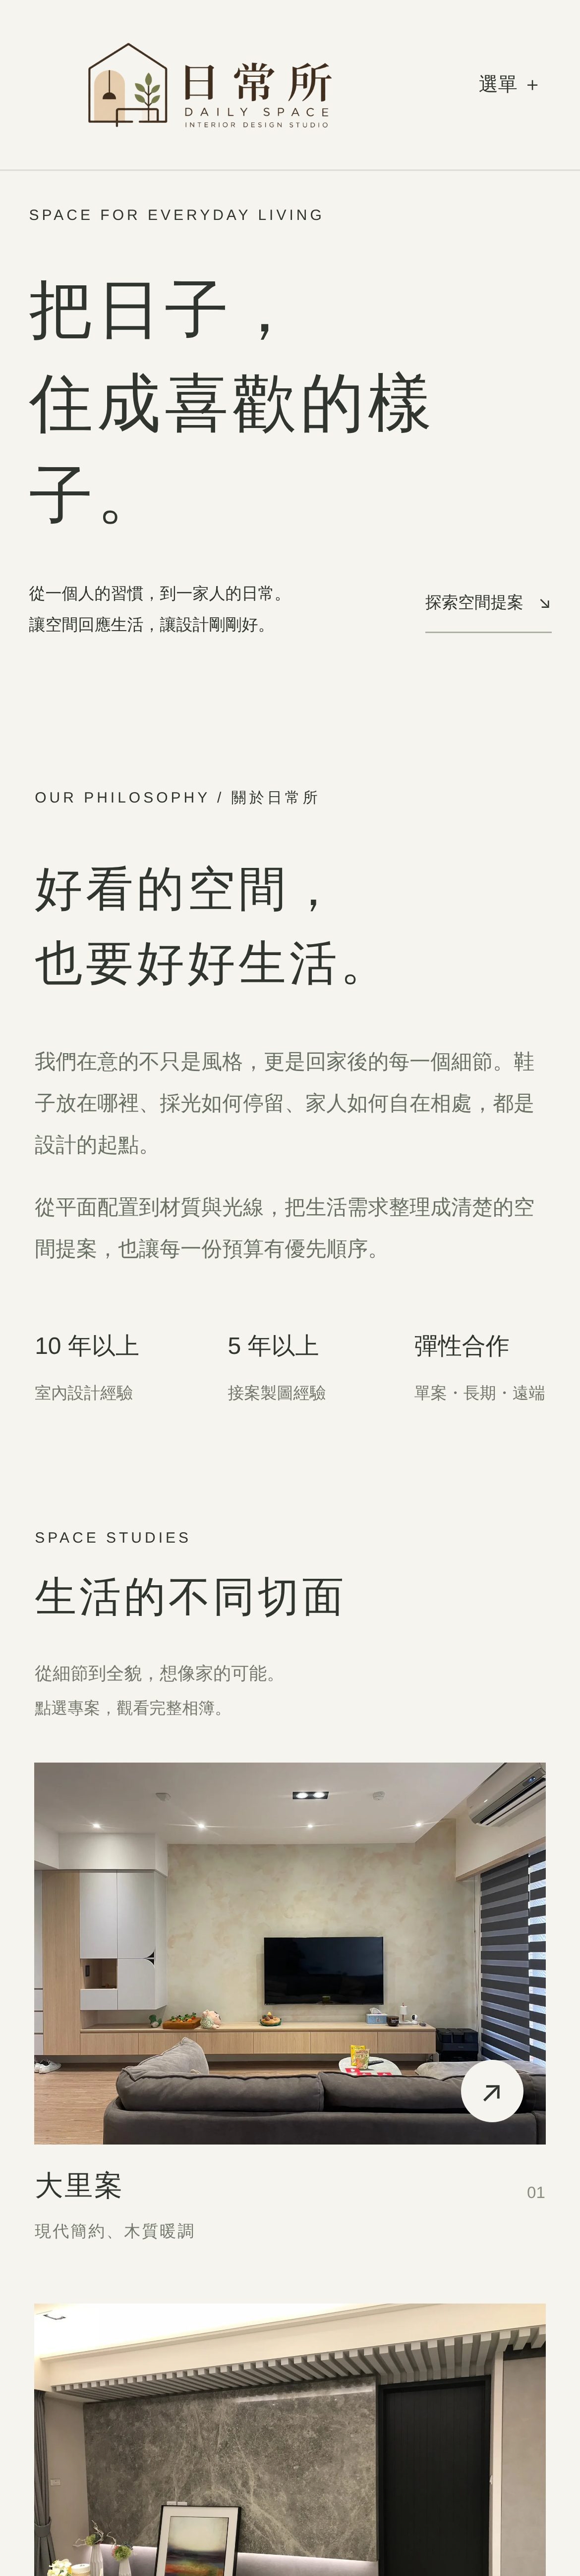 日常所
DAILY SPACE
INTERIOR DESIGN STUDIO
選單 +
SPACE FOR EVERYDAY LIVING
把日子，
住成喜歡的樣
子。
從一個人的習慣，到一家人的日常。
讓空間回應生活，讓設計剛剛好。
探索空間提案 ↘
OUR PHILOSOPHY / 關於日常所
好看的空間，
也要好好生活。
我們在意的不只是風格，更是回家後的每一個細節。鞋
子放在哪裡、採光如何停留、家人如何自在相處，都是
設計的起點。
從平面配置到材質與光線，把生活需求整理成清楚的空
間提案，也讓每一份預算有優先順序。
10 年以上
室內設計經驗
5 年以上
接案製圖經驗
彈性合作
單案・長期・遠端
SPACE STUDIES
生活的不同切面
從細節到全貌，想像家的可能。
點選專案，觀看完整相簿。
大里案
01
現代簡約、木質暖調